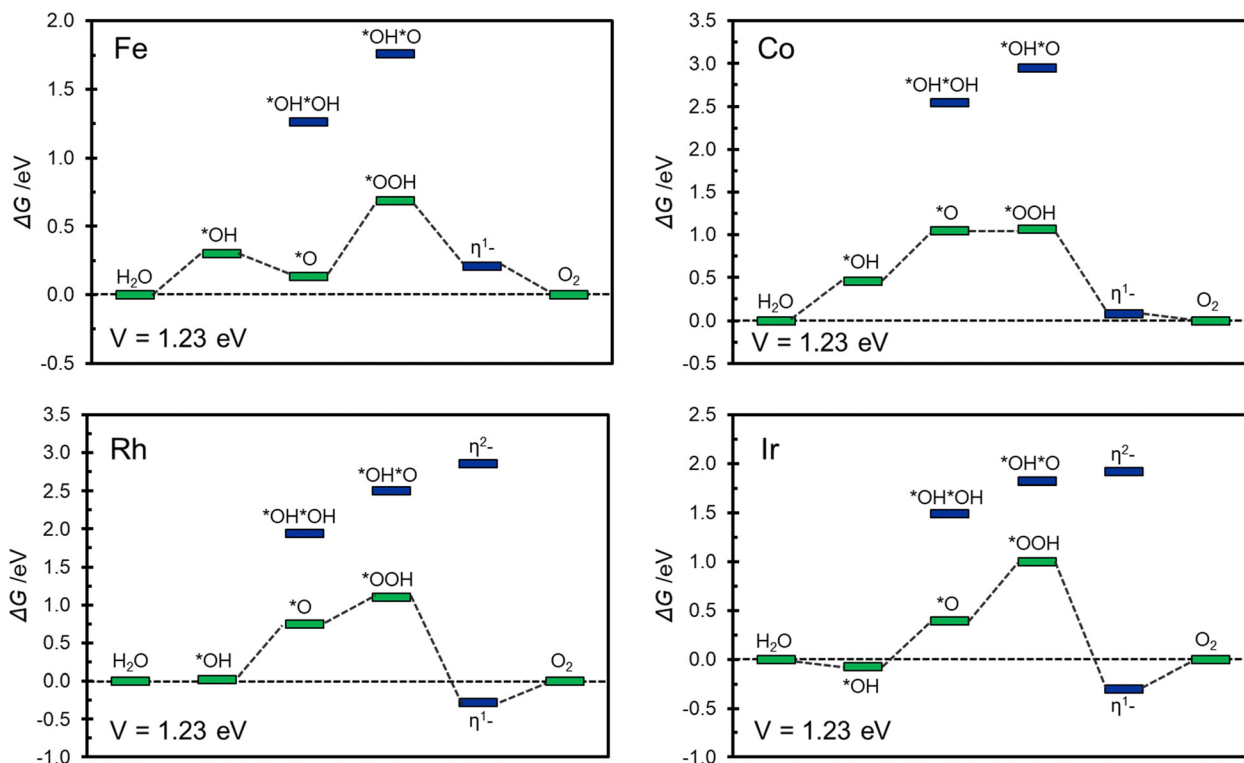 Fe
ΔG /eV
2.0
1.5
1.0
0.5
0.0
-0.5
H₂O
*OH
*OH*OH
*O
*OH*O
*OOH
η¹-
O₂
V = 1.23 eV
Co
ΔG /eV
3.5
3.0
2.5
2.0
1.5
1.0
0.5
0.0
-0.5
H₂O
*OH
*OH*OH
*O
*OH*O
*OOH
η¹-
O₂
V = 1.23 eV
Rh
ΔG /eV
3.5
3.0
2.5
2.0
1.5
1.0
0.5
0.0
-0.5
-1.0
H₂O
*OH
*OH*OH
*O
*OH*O
*OOH
η²-
η¹-
O₂
V = 1.23 eV
Ir
ΔG /eV
2.5
2.0
1.5
1.0
0.5
0.0
-0.5
-1.0
H₂O
*OH
*OH*OH
*O
*OH*O
*OOH
η²-
η¹-
O₂
V = 1.23 eV